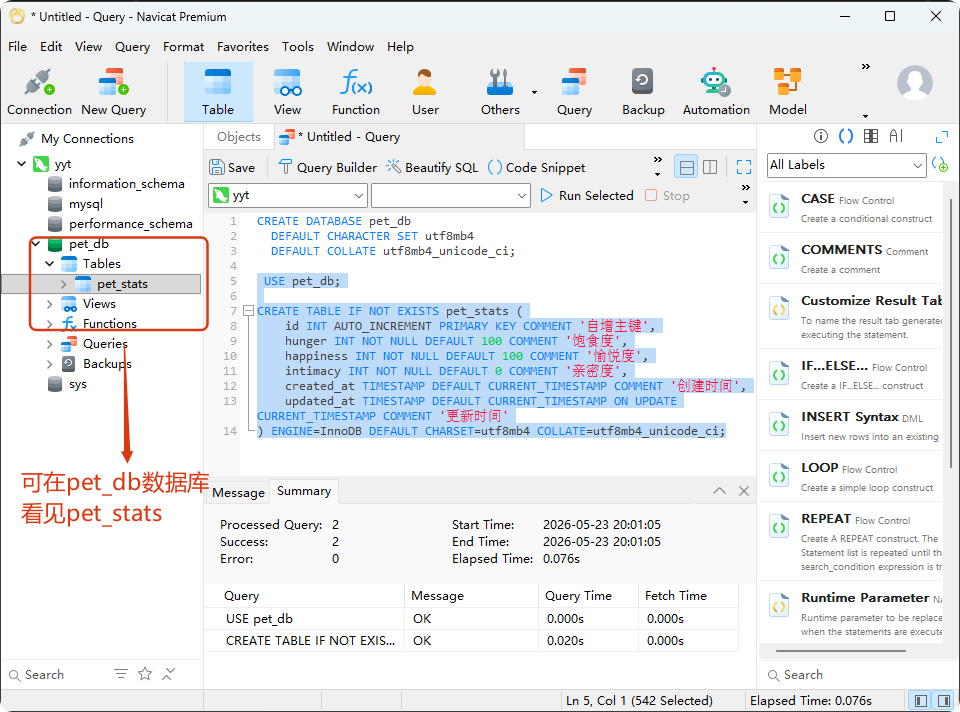 * Untitled - Query - Navicat Premium
File Edit View Query Format Favorites Tools Window Help
Connection New Query Table View Function User Others Query Backup Automation Model
My Connections
yyt
information_schema
mysql
performance_schema
pet_db
Tables
pet_stats
Views
Functions
Queries
Backups
sys
可在pet_db数据库
看见pet_stats
Search
Objects * Untitled - Query
Save Query Builder Beautify SQL () Code Snippet
yyt Run Selected Stop
1 CREATE DATABASE pet_db
2 DEFAULT CHARACTER SET utf8mb4
3 DEFAULT COLLATE utf8mb4_unicode_ci;
4
5 USE pet_db;
6
7 CREATE TABLE IF NOT EXISTS pet_stats (
8 id INT AUTO_INCREMENT PRIMARY KEY COMMENT '自增主键',
9 hunger INT NOT NULL DEFAULT 100 COMMENT '饱食度',
10 happiness INT NOT NULL DEFAULT 100 COMMENT '愉悦度',
11 intimacy INT NOT NULL DEFAULT 0 COMMENT '亲密度',
12 created_at TIMESTAMP DEFAULT CURRENT_TIMESTAMP COMMENT '创建时间',
13 updated_at TIMESTAMP DEFAULT CURRENT_TIMESTAMP ON UPDATE
CURRENT_TIMESTAMP COMMENT '更新时间'
14 ) ENGINE=InnoDB DEFAULT CHARSET=utf8mb4 COLLATE=utf8mb4_unicode_ci;
Message Summary
Processed Query: 2 Start Time: 2026-05-23 20:01:05
Success: 2 End Time: 2026-05-23 20:01:05
Error: 0 Elapsed Time: 0.076s
Query Message Query Time Fetch Time
USE pet_db OK 0.000s 0.000s
CREATE TABLE IF NOT EXIS... OK 0.020s 0.000s
() AI
All Labels
CASE Flow Control
Create a conditional construct
COMMENTS Comment
Create a comment
Customize Result Tab
To name the result tab generate
executing the statement.
IF...ELSE... Flow Control
Create a IF...ELSE... construct
INSERT Syntax DML
Insert new rows into an existing
LOOP Flow Control
Create a simple loop construct
REPEAT Flow Control
Create A REPEAT construct. The
Statement list is repeated until th
search_condition expression is tr
Runtime Parameter Na
Runtime parameter to be replace
when the statements are execute
Search
Ln 5, Col 1 (542 Selected) Elapsed Time: 0.076s